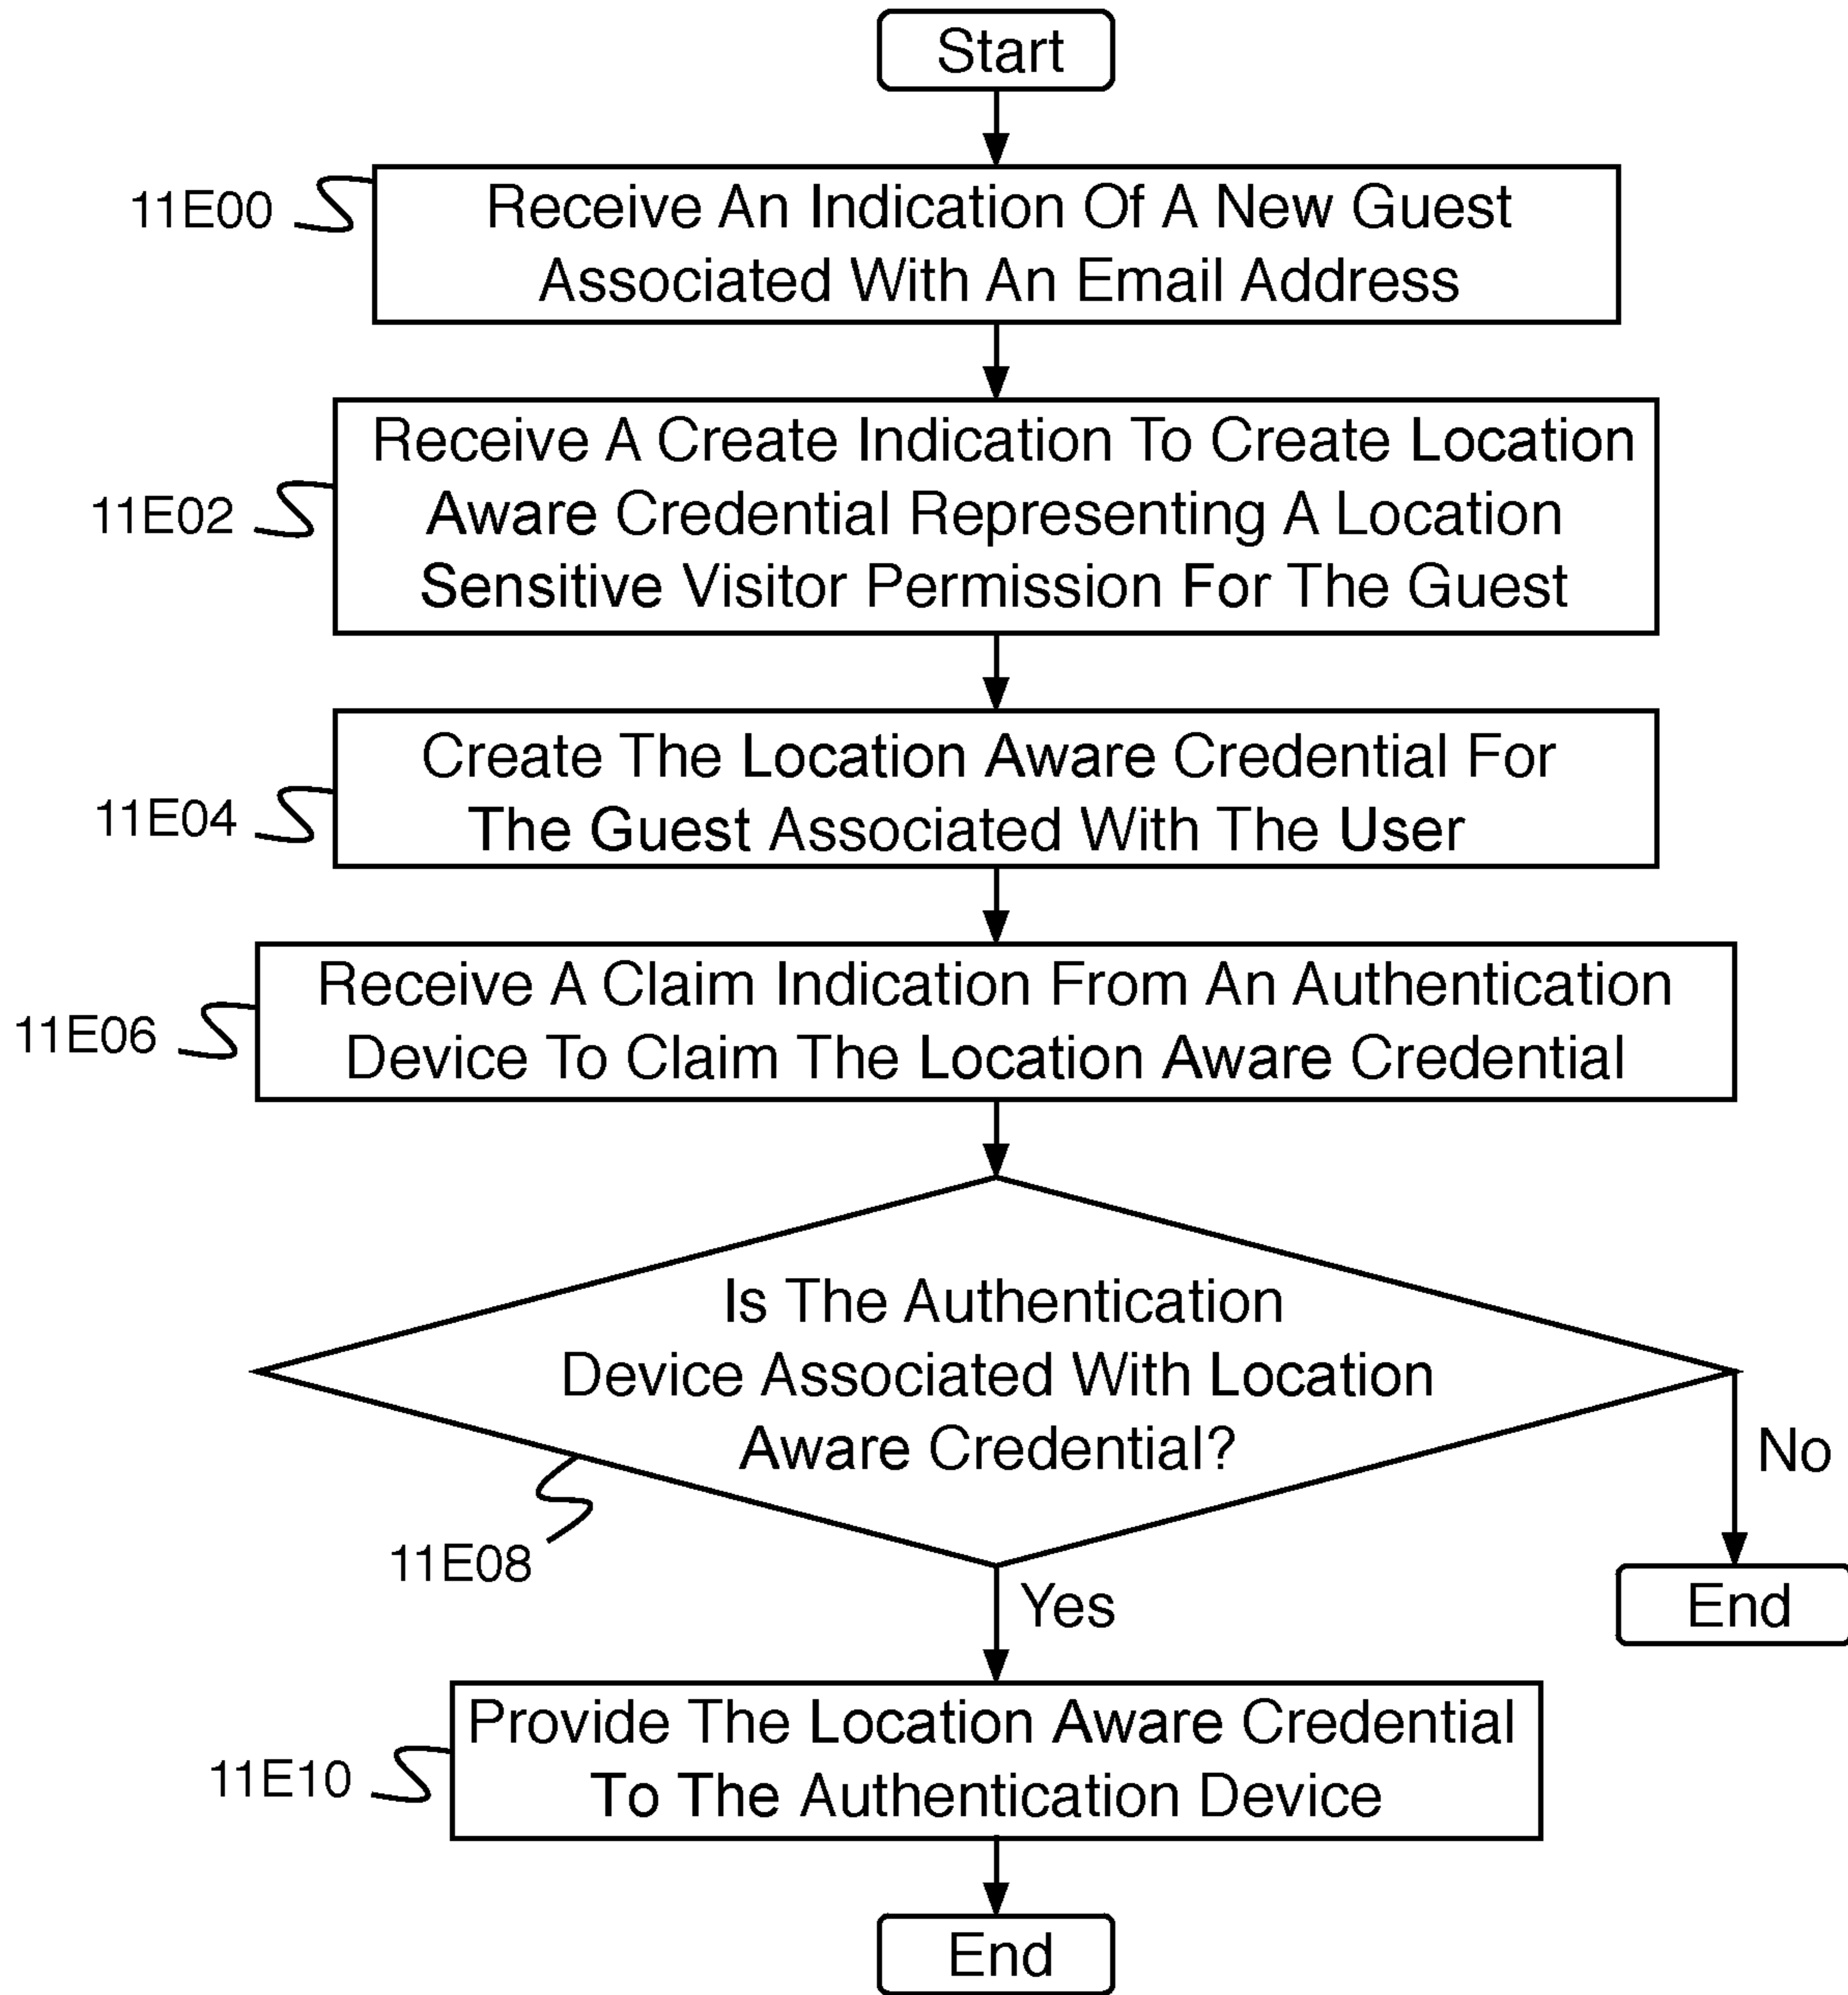 Start
11E00
Receive An Indication Of A New Guest
Associated With An Email Address
Receive A Create Indication To Create Location
11E02
Aware Credential Representing A Location
Sensitive Visitor Permission For The Guest
Create The Location Aware Credential For
11E04
The Guest Associated With The User
Receive A Claim Indication From An Authentication
11E06
Device To Claim The Location Aware Credential
Is The Authentication
Device Associated With Location
Aware Credential?
No
11E08
Yes
End
Provide The Location Aware Credential
11E10
To The Authentication Device
End